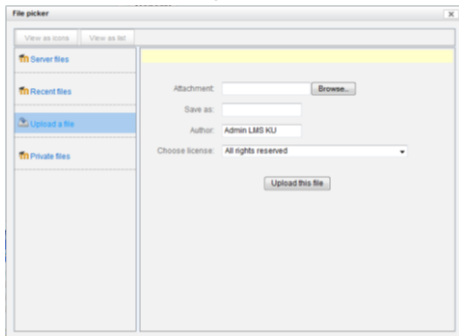 File picker
View as icons View as list
Server files
Recent files
Upload a file
Private files
Attachment: Browse..
Save as:
Author: Admin LMS KU
Choose license: All rights reserved
Upload this file